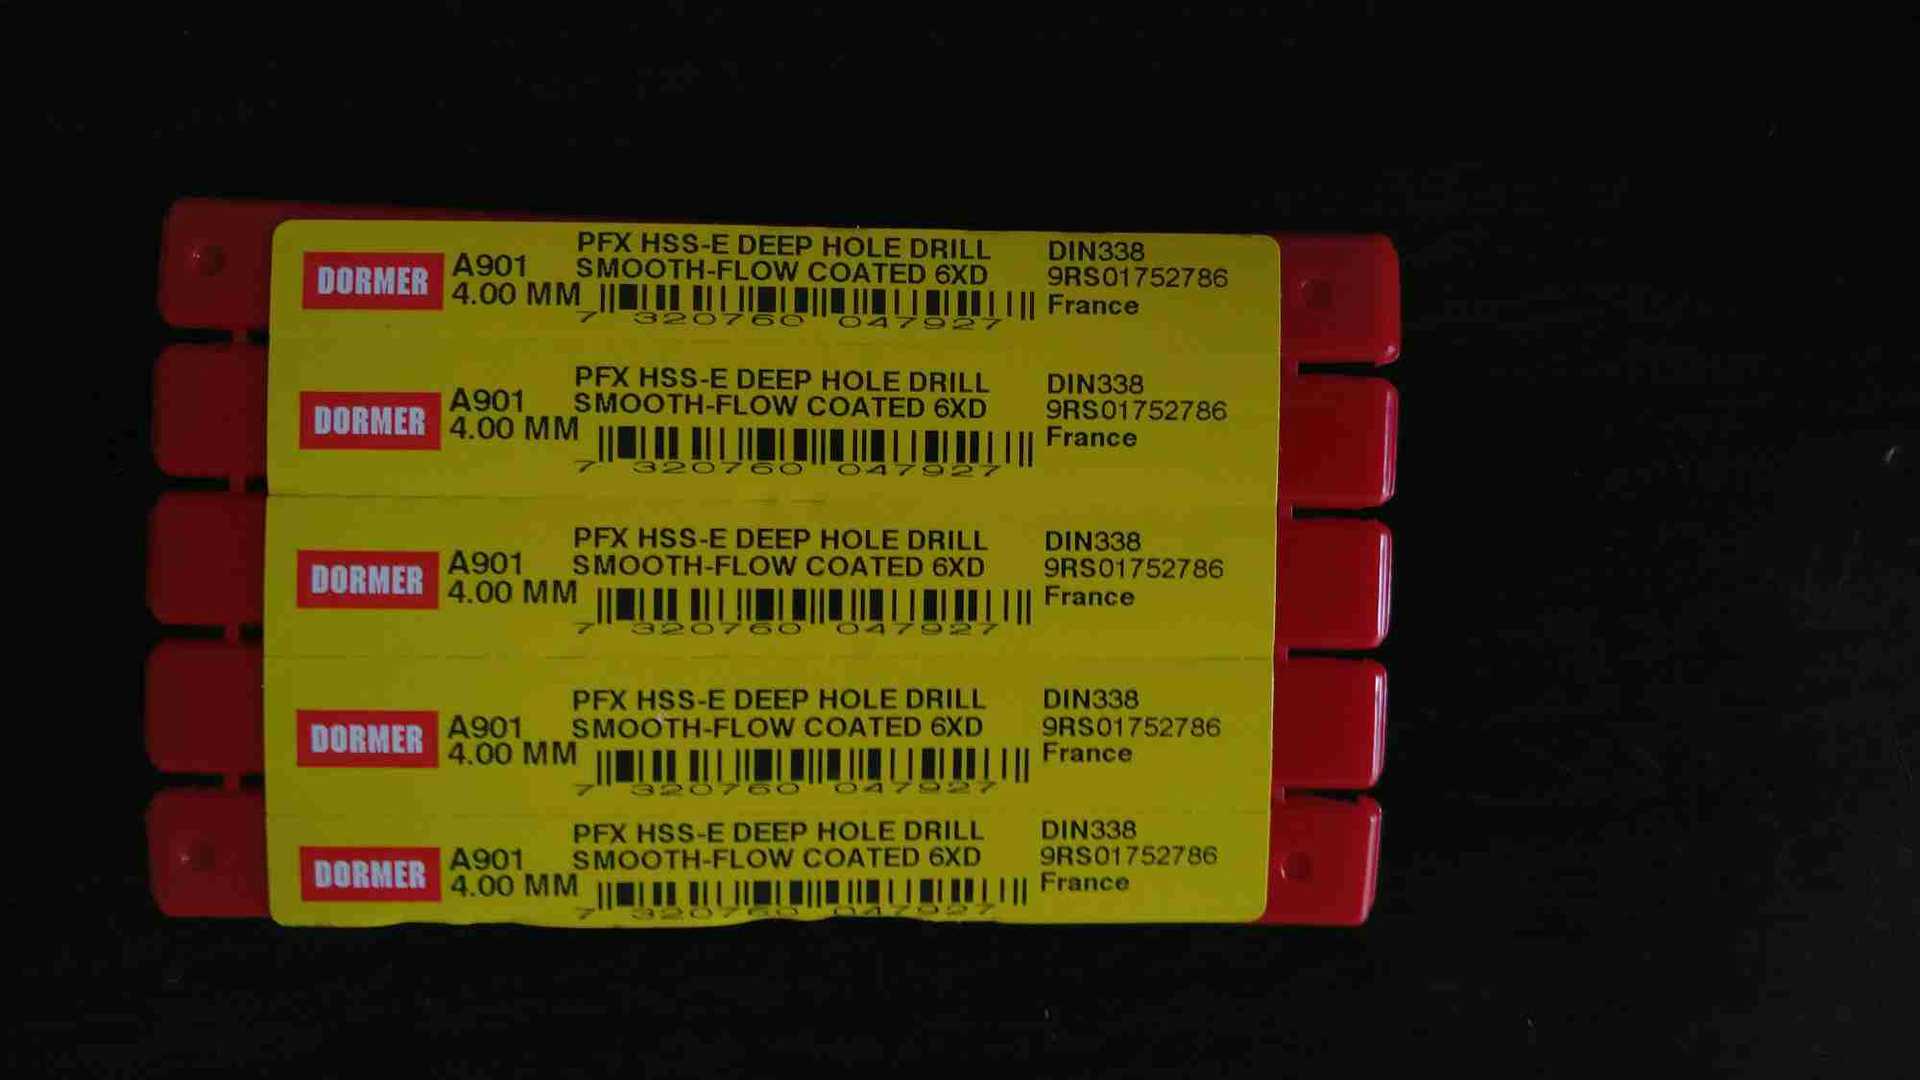 DORMER
A901
4.00 MM
PFX HSS-E DEEP HOLE DRILL
SMOOTH-FLOW COATED 6XD
7 320760 047927
DIN338
9RS01752786
France
DORMER
A901
4.00 MM
PFX HSS-E DEEP HOLE DRILL
SMOOTH-FLOW COATED 6XD
7 320760 047927
DIN338
9RS01752786
France
DORMER
A901
4.00 MM
PFX HSS-E DEEP HOLE DRILL
SMOOTH-FLOW COATED 6XD
7 320760 047927
DIN338
9RS01752786
France
DORMER
A901
4.00 MM
PFX HSS-E DEEP HOLE DRILL
SMOOTH-FLOW COATED 6XD
7 320760 047927
DIN338
9RS01752786
France
DORMER
A901
4.00 MM
PFX HSS-E DEEP HOLE DRILL
SMOOTH-FLOW COATED 6XD
7 320760 047927
DIN338
9RS01752786
France